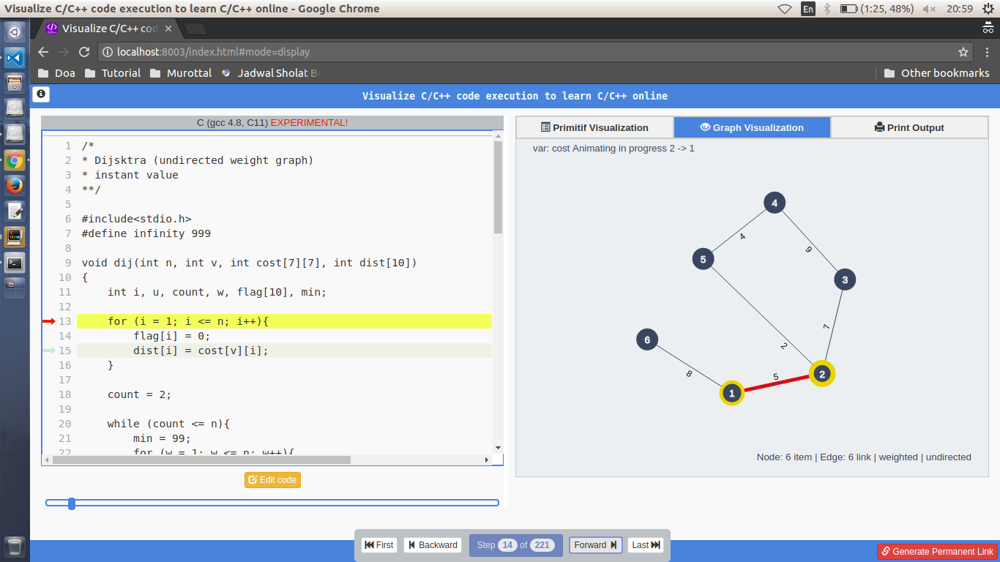 Visualize C/C++ code execution to learn C/C++ online - Google Chrome
En
(1:25, 48%)
20:59
Visualize C/C++ cod
localhost:8003/index.html#mode=display
Doa
Tutorial
Murottal
Jadwal Sholat B
Other bookmarks
Visualize C/C++ code execution to learn C/C++ online
C (gcc 4.8, C11) EXPERIMENTAL!
1 /*
2 * Dijsktra (undirected weight graph)
3 * instant value
4 **/
5
6 #include<stdio.h>
7 #define infinity 999
8
9 void dij(int n, int v, int cost[7][7], int dist[10])
10 {
11 int i, u, count, w, flag[10], min;
12
13 for (i = 1; i <= n; i++){
14 flag[i] = 0;
15 dist[i] = cost[v][i];
16 }
17
18 count = 2;
19
20 while (count <= n){
21 min = 99;
22 for (w = 1; w <= n; w++){
Edit code
Primitif Visualization
Graph Visualization
Print Output
var: cost Animating in progress 2 -> 1
4
4
9
5
3
7
6
2
8
5
2
1
Node: 6 item | Edge: 6 link | weighted | undirected
First
Backward
Step 14 of 221
Forward
Last
Generate Permanent Link